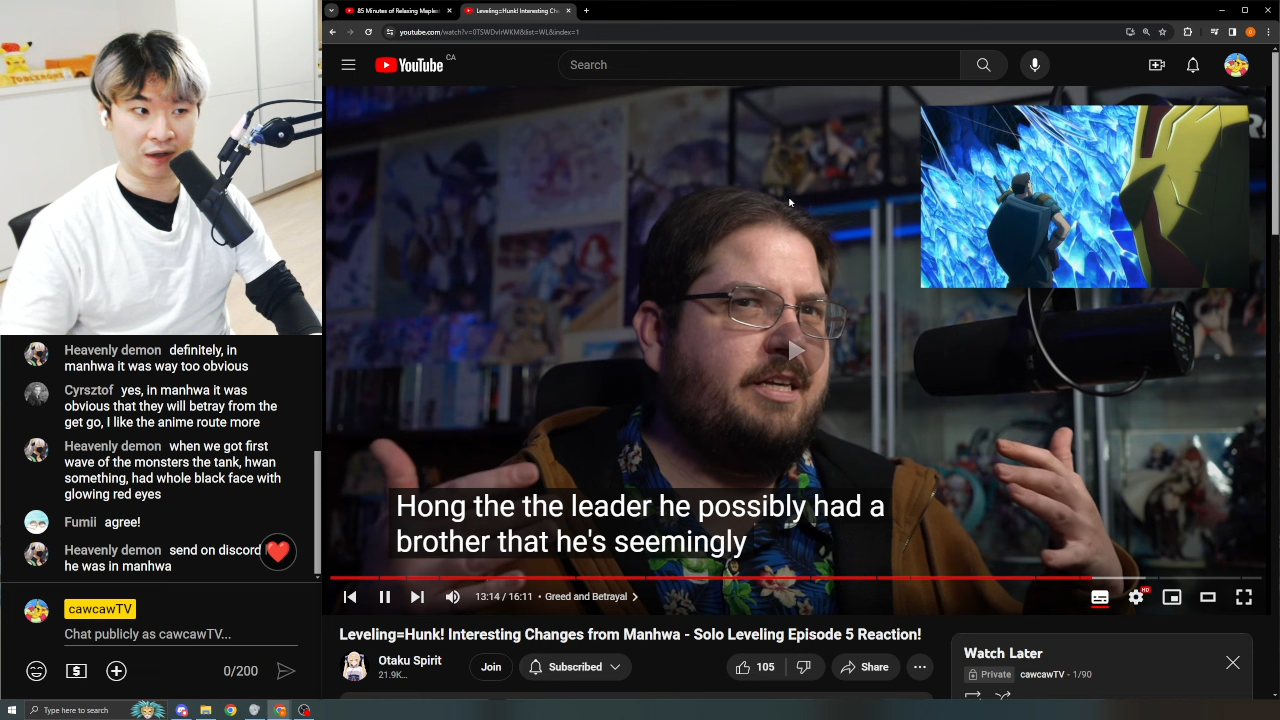 85 Minutes of Relaxing Maples
Leveling=Hunk! Interesting Ch
youtube.com/watch?v=0TSWDvlrWKM&list=WL&index=1
YouTube CA
Search
Heavenly demon definitely, in
manhwa it was way too obvious
Cyrsztof yes, in manhwa it was
obvious that they will betray from the
get go, I like the anime route more
Heavenly demon when we got first
wave of the monsters the tank, hwan
something, had whole black face with
glowing red eyes
Fumii agree!
Heavenly demon send on discord
he was in manhwa
cawcawTV
Chat publicly as cawcawTV...
0/200
Hong the the leader he possibly had a
brother that he's seemingly
13:14 / 16:11 • Greed and Betrayal
HD
Leveling=Hunk! Interesting Changes from Manhwa - Solo Leveling Episode 5 Reaction!
Otaku Spirit
21.9K...
Join
Subscribed
105
Share
Watch Later
Private cawcawTV - 1/90
Type here to search